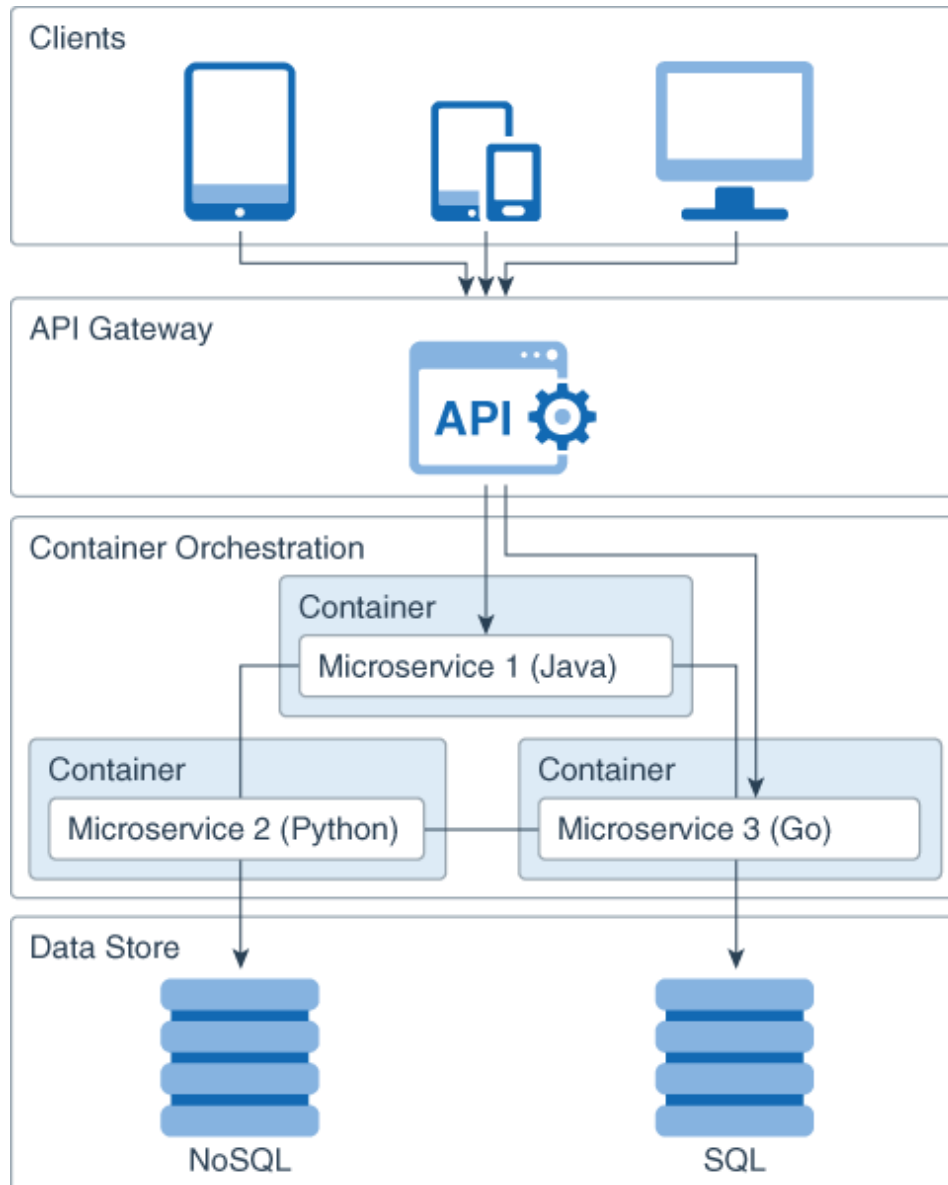 Clients
API Gateway
API
Container Orchestration
Container
Microservice 1 (Java)
Container
Microservice 2 (Python)
Container
Microservice 3 (Go)
Data Store
NoSQL
SQL